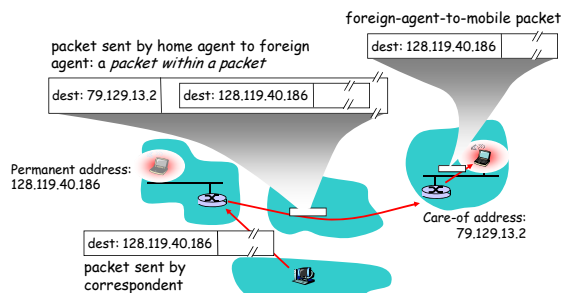 foreign-agent-to-mobile packet
dest: 128.119.40.186
packet sent by home agent to foreign
agent: a packet within a packet
dest: 79.129.13.2
dest: 128.119.40.186
Permanent address:
128.119.40.186
Care-of address:
79.129.13.2
dest: 128.119.40.186
packet sent by
correspondent